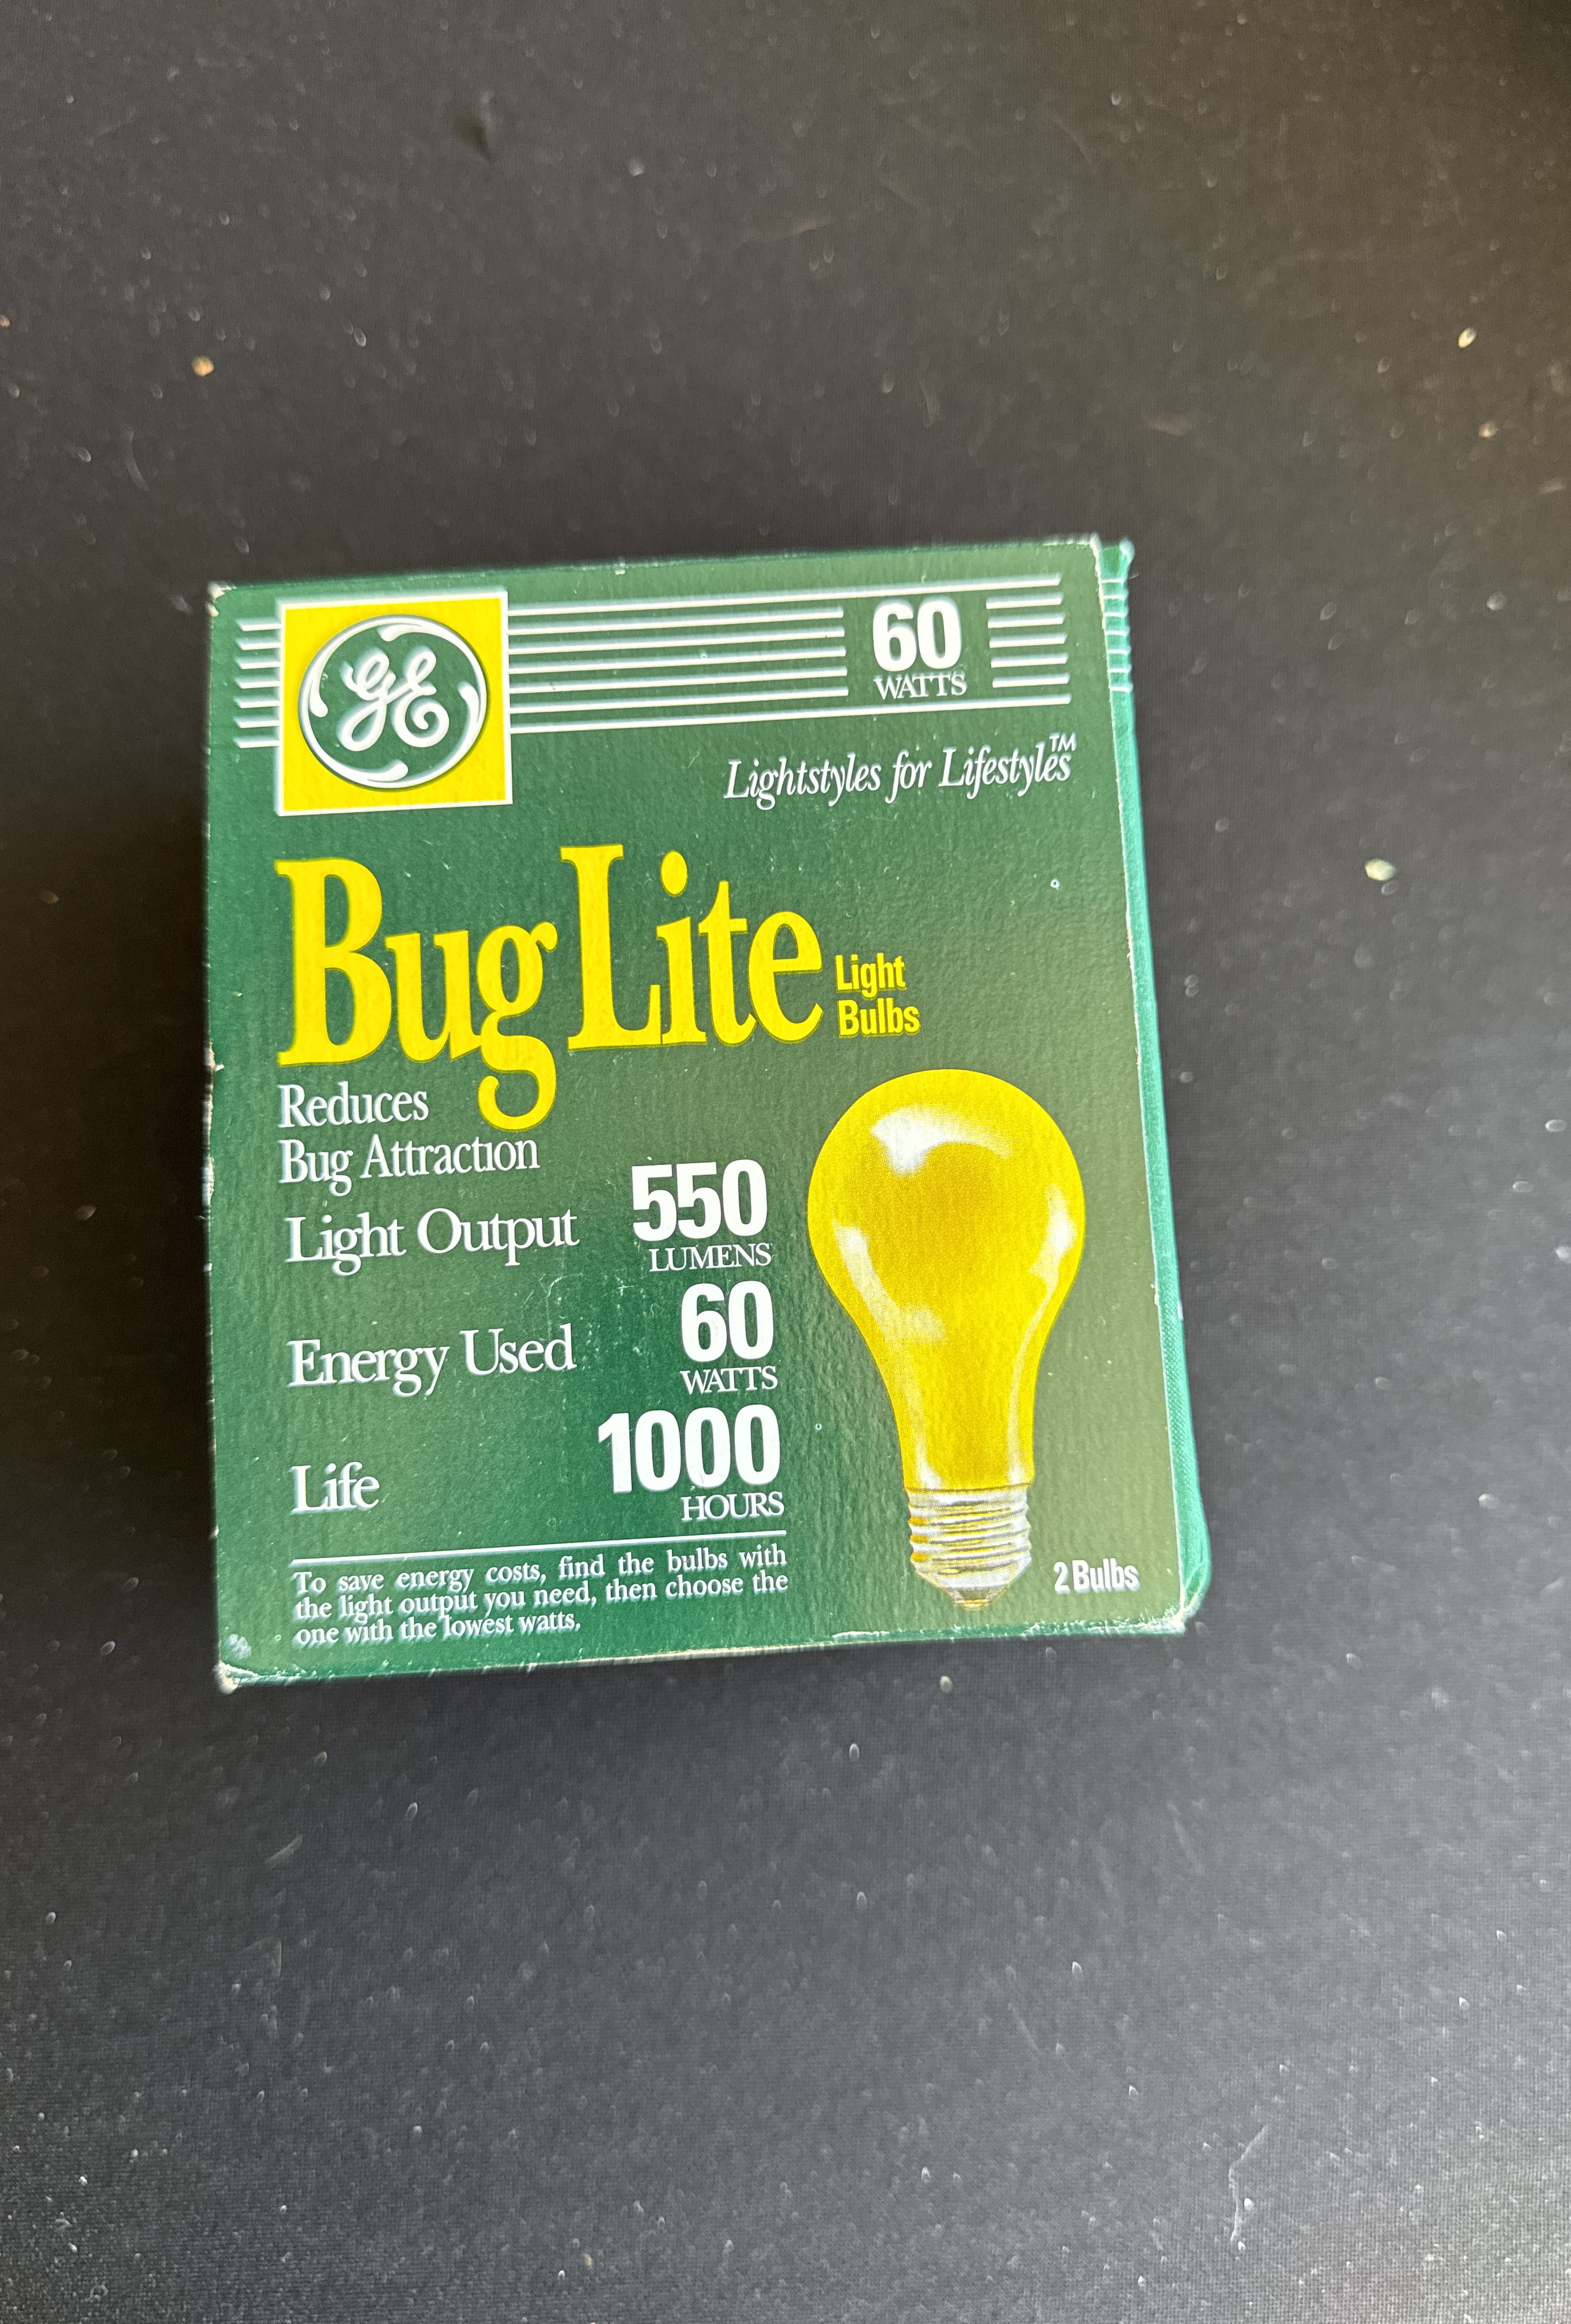 GE
60
WATTS
Lightstyles for Lifestyles™
Bug Lite Light
Bulbs
Reduces
Bug Attraction
Light Output 550
LUMENS
Energy Used 60
WATTS
Life 1000
HOURS
To save energy costs, find the bulbs with
the light output you need, then choose the
one with the lowest watts.
2 Bulbs